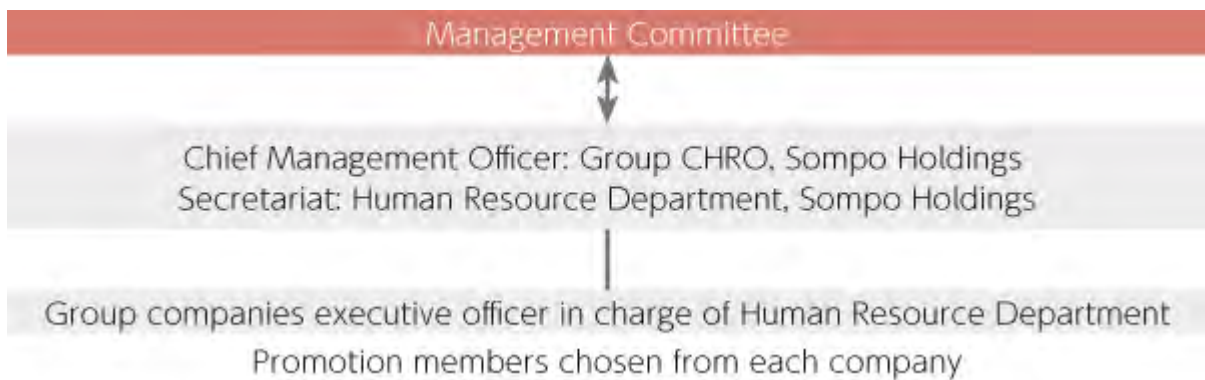 Management Committee
Chief Management Officer: Group CHRO, Sompo Holdings
Secretariat: Human Resource Department, Sompo Holdings
Group companies executive officer in charge of Human Resource Department
Promotion members chosen from each company